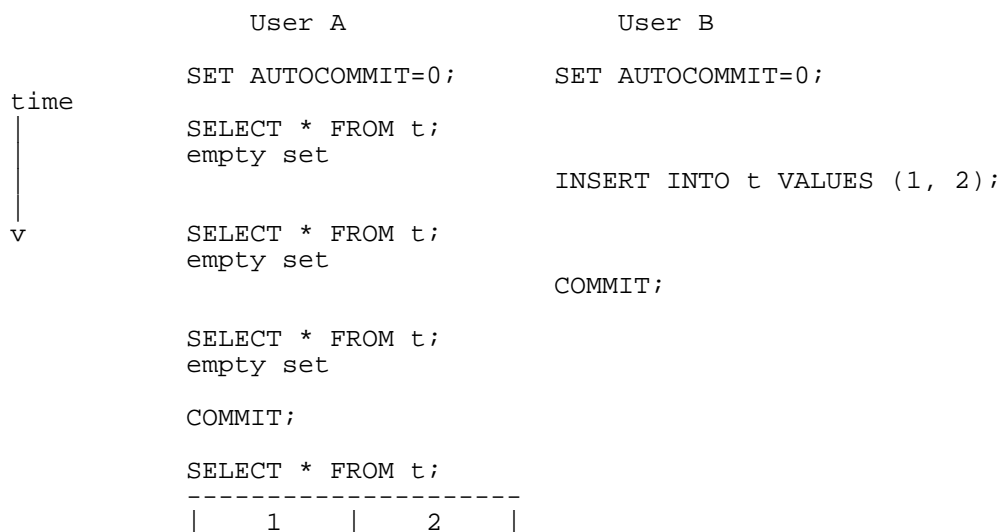 User A User B
SET AUTOCOMMIT=0; SET AUTOCOMMIT=0;
time
| SELECT * FROM t;
| empty set
| INSERT INTO t VALUES (1, 2);
|
v SELECT * FROM t;
empty set
COMMIT;
SELECT * FROM t;
empty set
COMMIT;
SELECT * FROM t;
---------------------
| 1 | 2 |